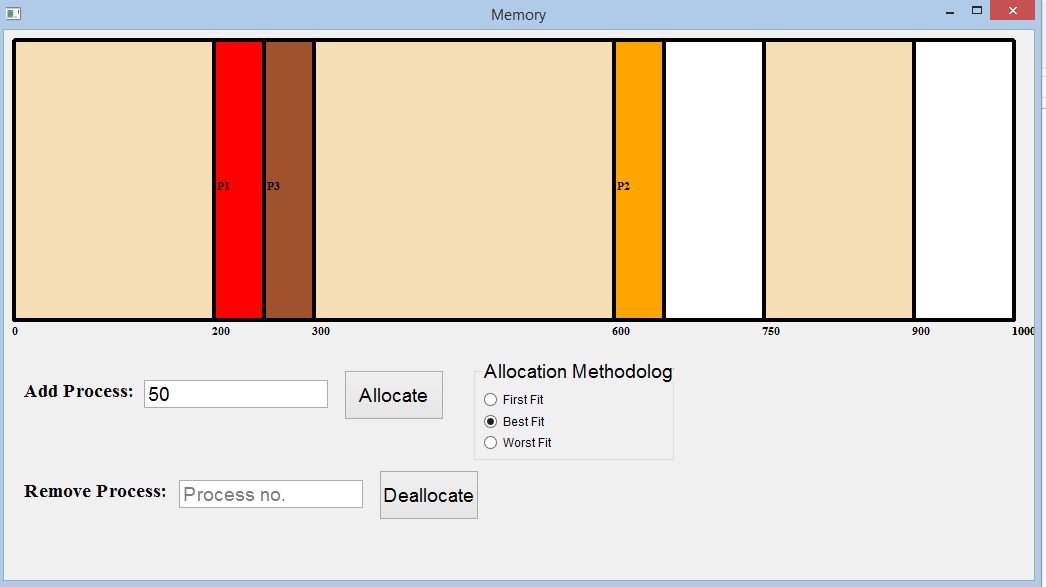 Memory
P1 P3 P2
0 200 300 600 750 900 1000
Allocation Methodolog
Add Process: 50 Allocate
First Fit
Best Fit
Worst Fit
Remove Process: Process no. Deallocate